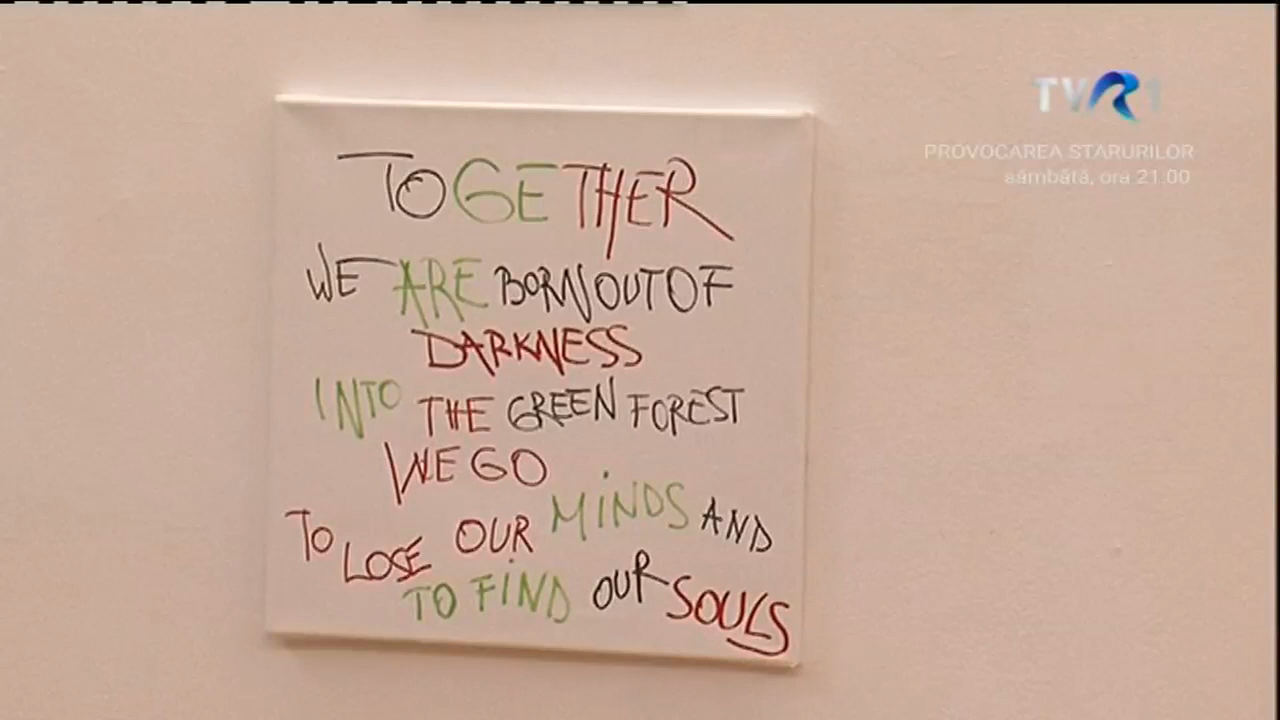 TVR1
PROVOCAREA STARURILOR
sâmbătă, ora 21.00
TOGETHER
WE ARE BORN OUT OF
DARKNESS
INTO THE GREEN FOREST
WE GO
TO LOSE OUR MINDS AND
TO FIND OUR SOULS